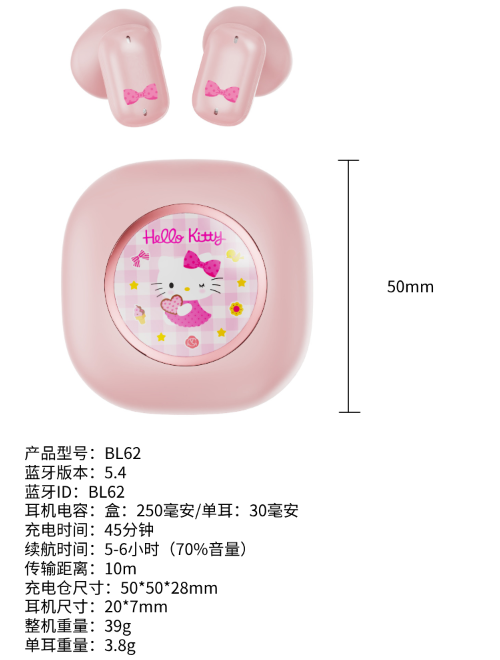 Hello Kitty
50mm
产品型号：BL62
蓝牙版本：5.4
蓝牙ID：BL62
耳机电容：盒：250毫安/单耳：30毫安
充电时间：45分钟
续航时间：5-6小时（70%音量）
传输距离：10m
充电仓尺寸：50*50*28mm
耳机尺寸：20*7mm
整机重量：39g
单耳重量：3.8g